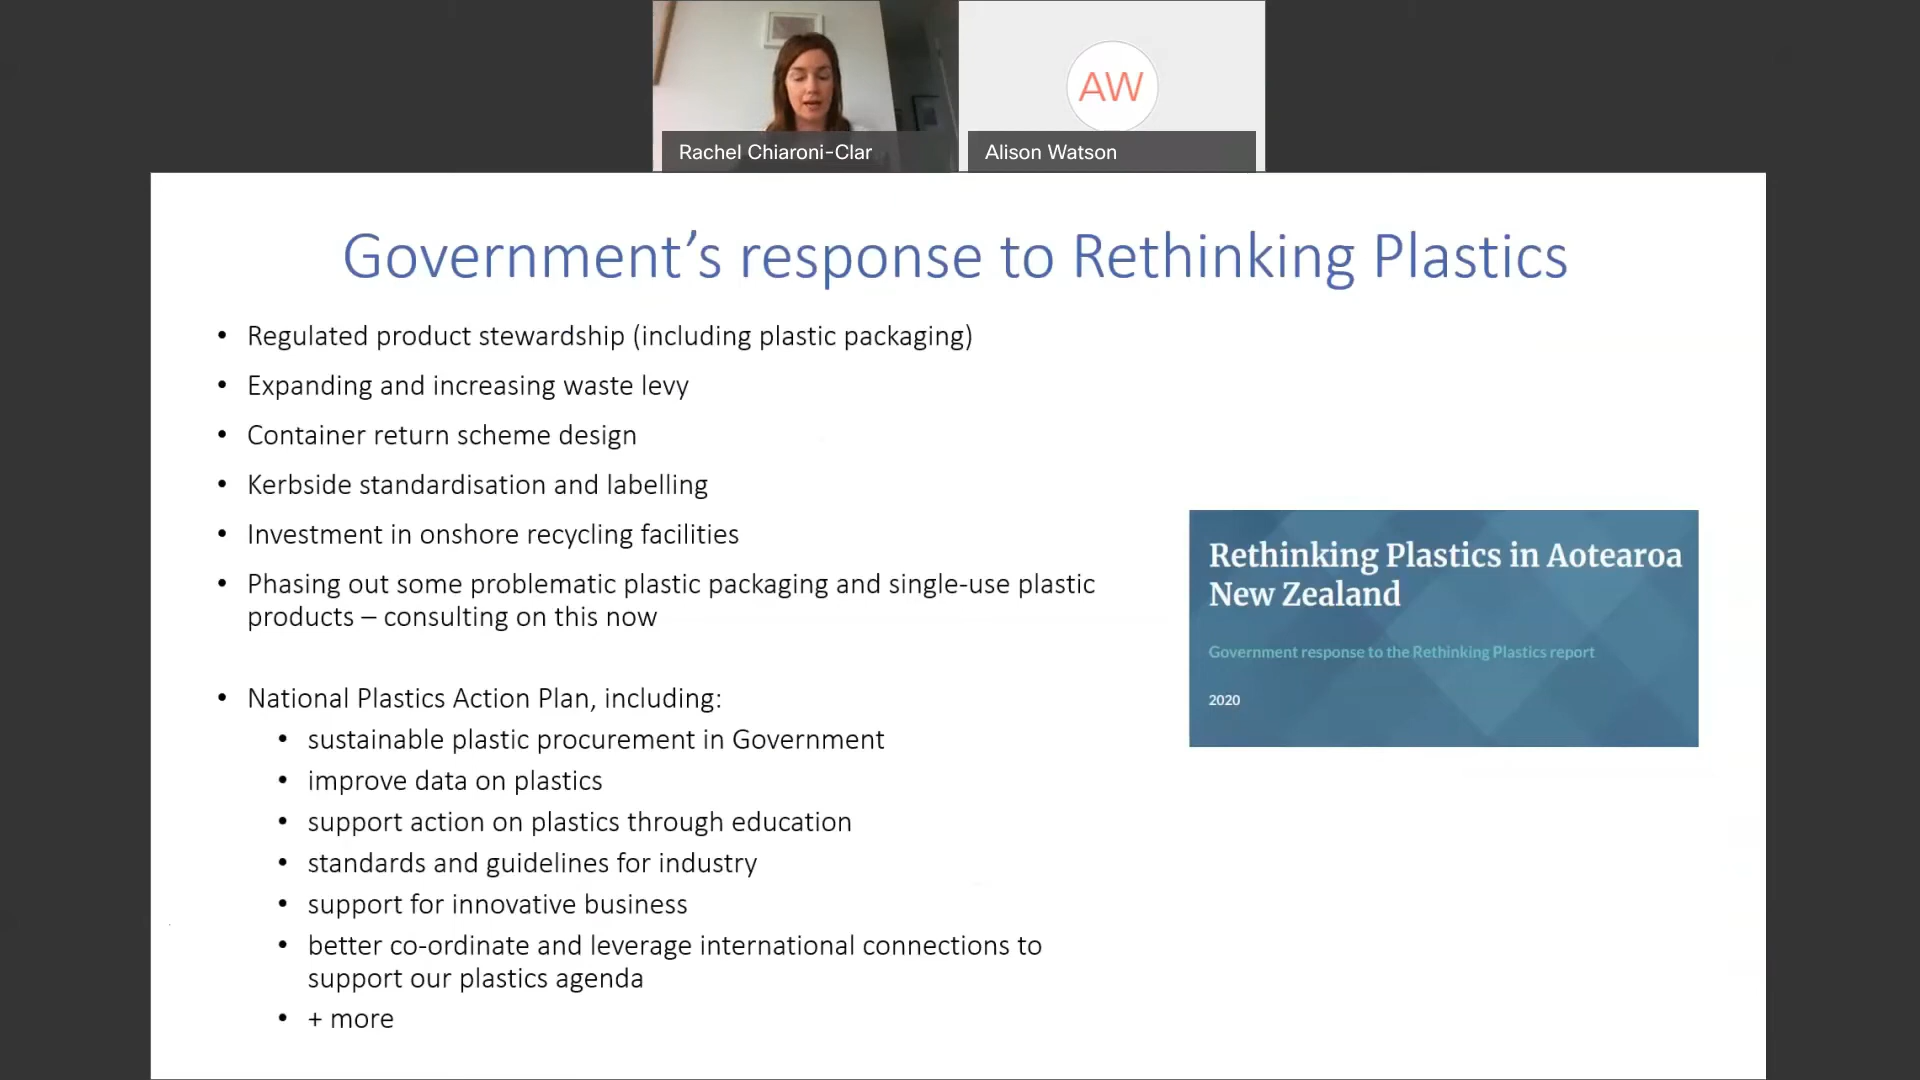 Rachel Chiaroni-Clar
AW
Alison Watson
Government’s response to Rethinking Plastics
• Regulated product stewardship (including plastic packaging)
• Expanding and increasing waste levy
• Container return scheme design
• Kerbside standardisation and labelling
• Investment in onshore recycling facilities
• Phasing out some problematic plastic packaging and single-use plastic
products – consulting on this now
• National Plastics Action Plan, including:
• sustainable plastic procurement in Government
• improve data on plastics
• support action on plastics through education
• standards and guidelines for industry
• support for innovative business
• better co-ordinate and leverage international connections to
support our plastics agenda
• + more
Rethinking Plastics in Aotearoa
New Zealand
Government response to the Rethinking Plastics report
2020